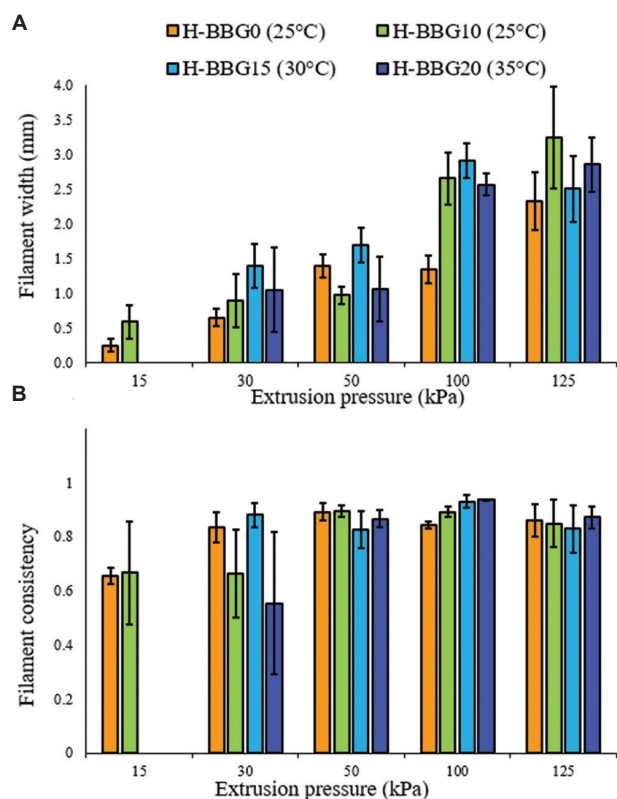 A
H-BBG0 (25°C) H-BBG10 (25°C)
H-BBG15 (30°C) H-BBG20 (35°C)
Filament width (mm)
4.0
3.5
3.0
2.5
2.0
1.5
1.0
0.5
0.0
15 30 50 100 125
Extrusion pressure (kPa)
B
Filament consistency
1
0.8
0.6
0.4
0.2
0
15 30 50 100 125
Extrusion pressure (kPa)